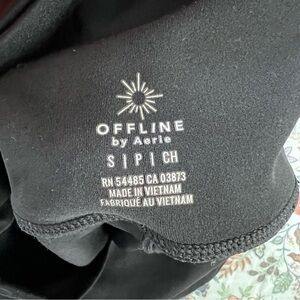 OFFLINE
by Aerie
S | P | CH
RN 54485 CA 03873
MADE IN VIETNAM
FABRIQUÉ AU VIETNAM